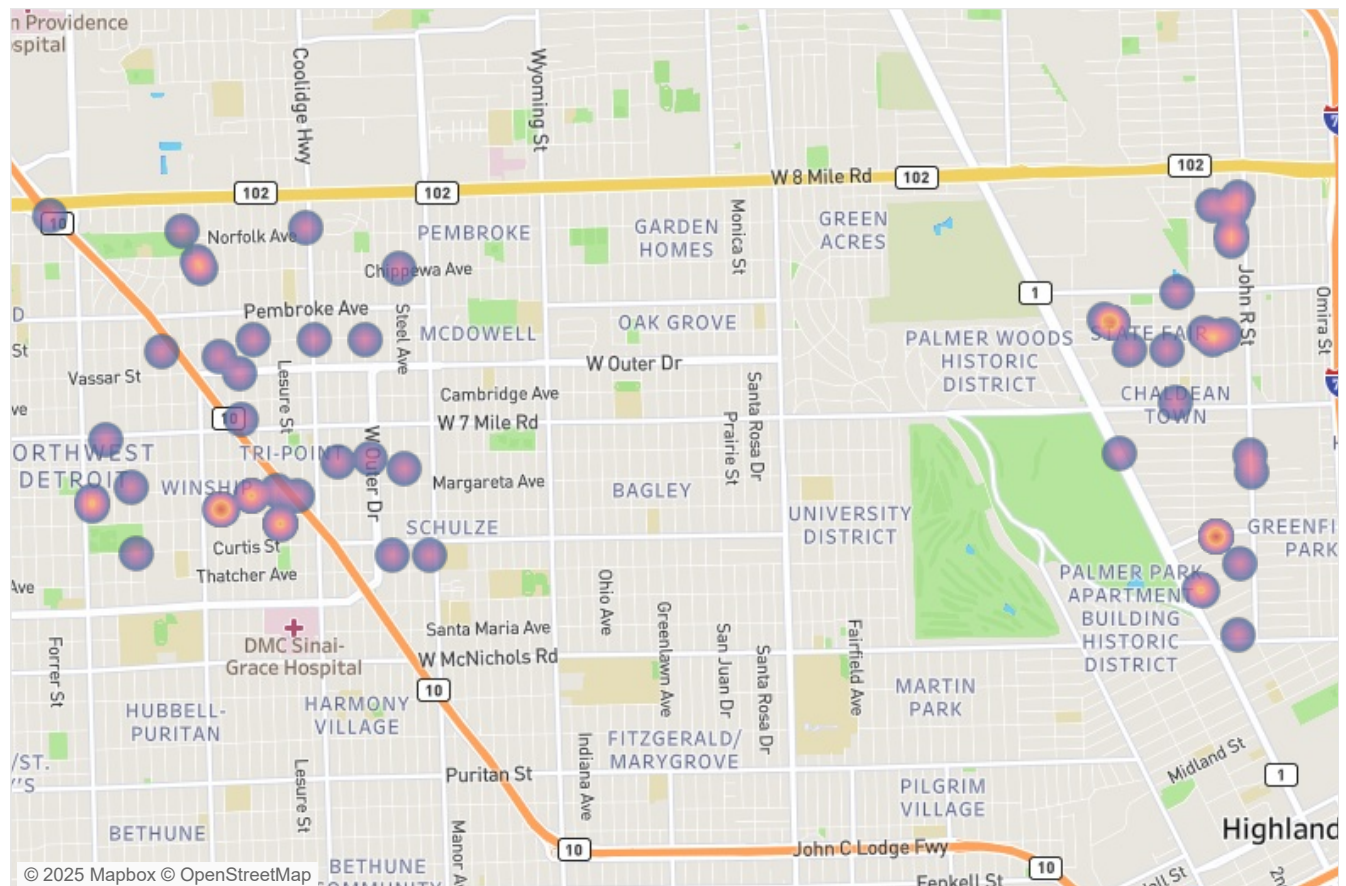 n Providence
spital
Coolidge Hwy
Wyoming St
102
102
W 8 Mile Rd
102
102
10
Norfolk Ave
PEMBROKE
GARDEN
HOMES
Monica St
GREEN
ACRES
Chippewa Ave
John R St
Omira St
1
D
Pembroke Ave
Steel Ave
MCDOWELL
OAK GROVE
PALMER WOODS
HISTORIC
DISTRICT
STATE FAIR
St
Vassar St
Lesure St
W Outer Dr
Cambridge Ave
Santa Rosa Dr
CHALDEAN
TOWN
ve
10
W 7 Mile Rd
Prairie St
ORTHWEST
DETROIT
TRI-POINT
W Outer Dr
Margareta Ave
BAGLEY
WINSHIP
SCHULZE
UNIVERSITY
DISTRICT
GREENFI
PARK
Curtis St
Thatcher Ave
Ave
Ohio Ave
PALMER PARK
APARTMENT
BUILDING
HISTORIC
DISTRICT
Forrer St
DMC Sinai-
Grace Hospital
Santa Maria Ave
W McNichols Rd
Greenlawn Ave
San Juan Dr
Santa Rosa Dr
Fairfield Ave
10
MARTIN
PARK
HUBBELL-
PURITAN
HARMONY
VILLAGE
FITZGERALD/
MARYGROVE
Indiana Ave
/ST.
Y'S
Lesure St
Puritan St
PILGRIM
VILLAGE
Midland St
1
BETHUNE
Manor A
Highland
10
John C Lodge Fwy
10
BETHUNE
COMMUNITY
Fenkell St
© 2025 Mapbox © OpenStreetMap